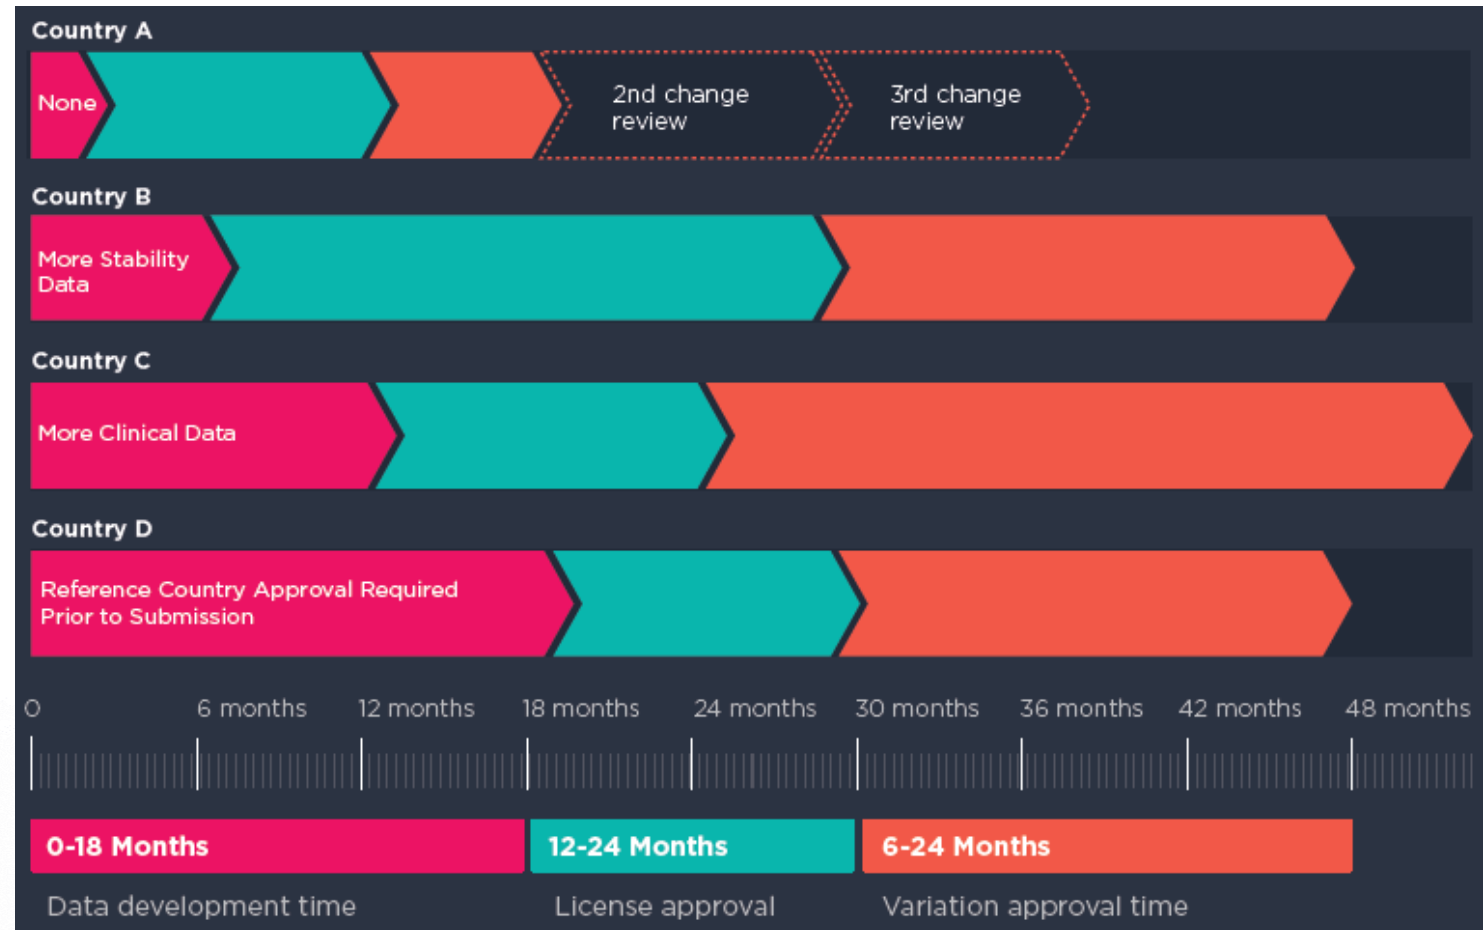 Country A
None
2nd change
review
3rd change
review
Country B
More Stability
Data
Country C
More Clinical Data
Country D
Reference Country Approval Required
Prior to Submission
0
6 months
12 months
18 months
24 months
30 months
36 months
42 months
48 months
0-18 Months
12-24 Months
6-24 Months
Data development time
License approval
Variation approval time